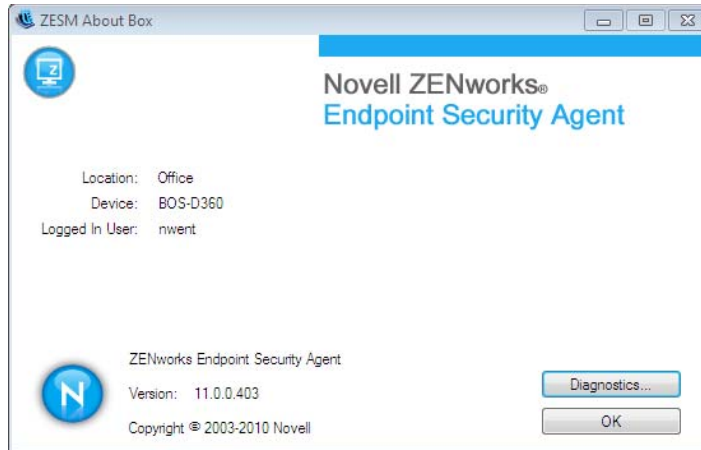 ZESM About Box
Z
Novell ZENworks®
Endpoint Security Agent
Location: Office
Device: BOS-D360
Logged In User: nwent
ZENworks Endpoint Security Agent
N
Version: 11.0.0.403
Copyright © 2003-2010 Novell
Diagnostics...
OK